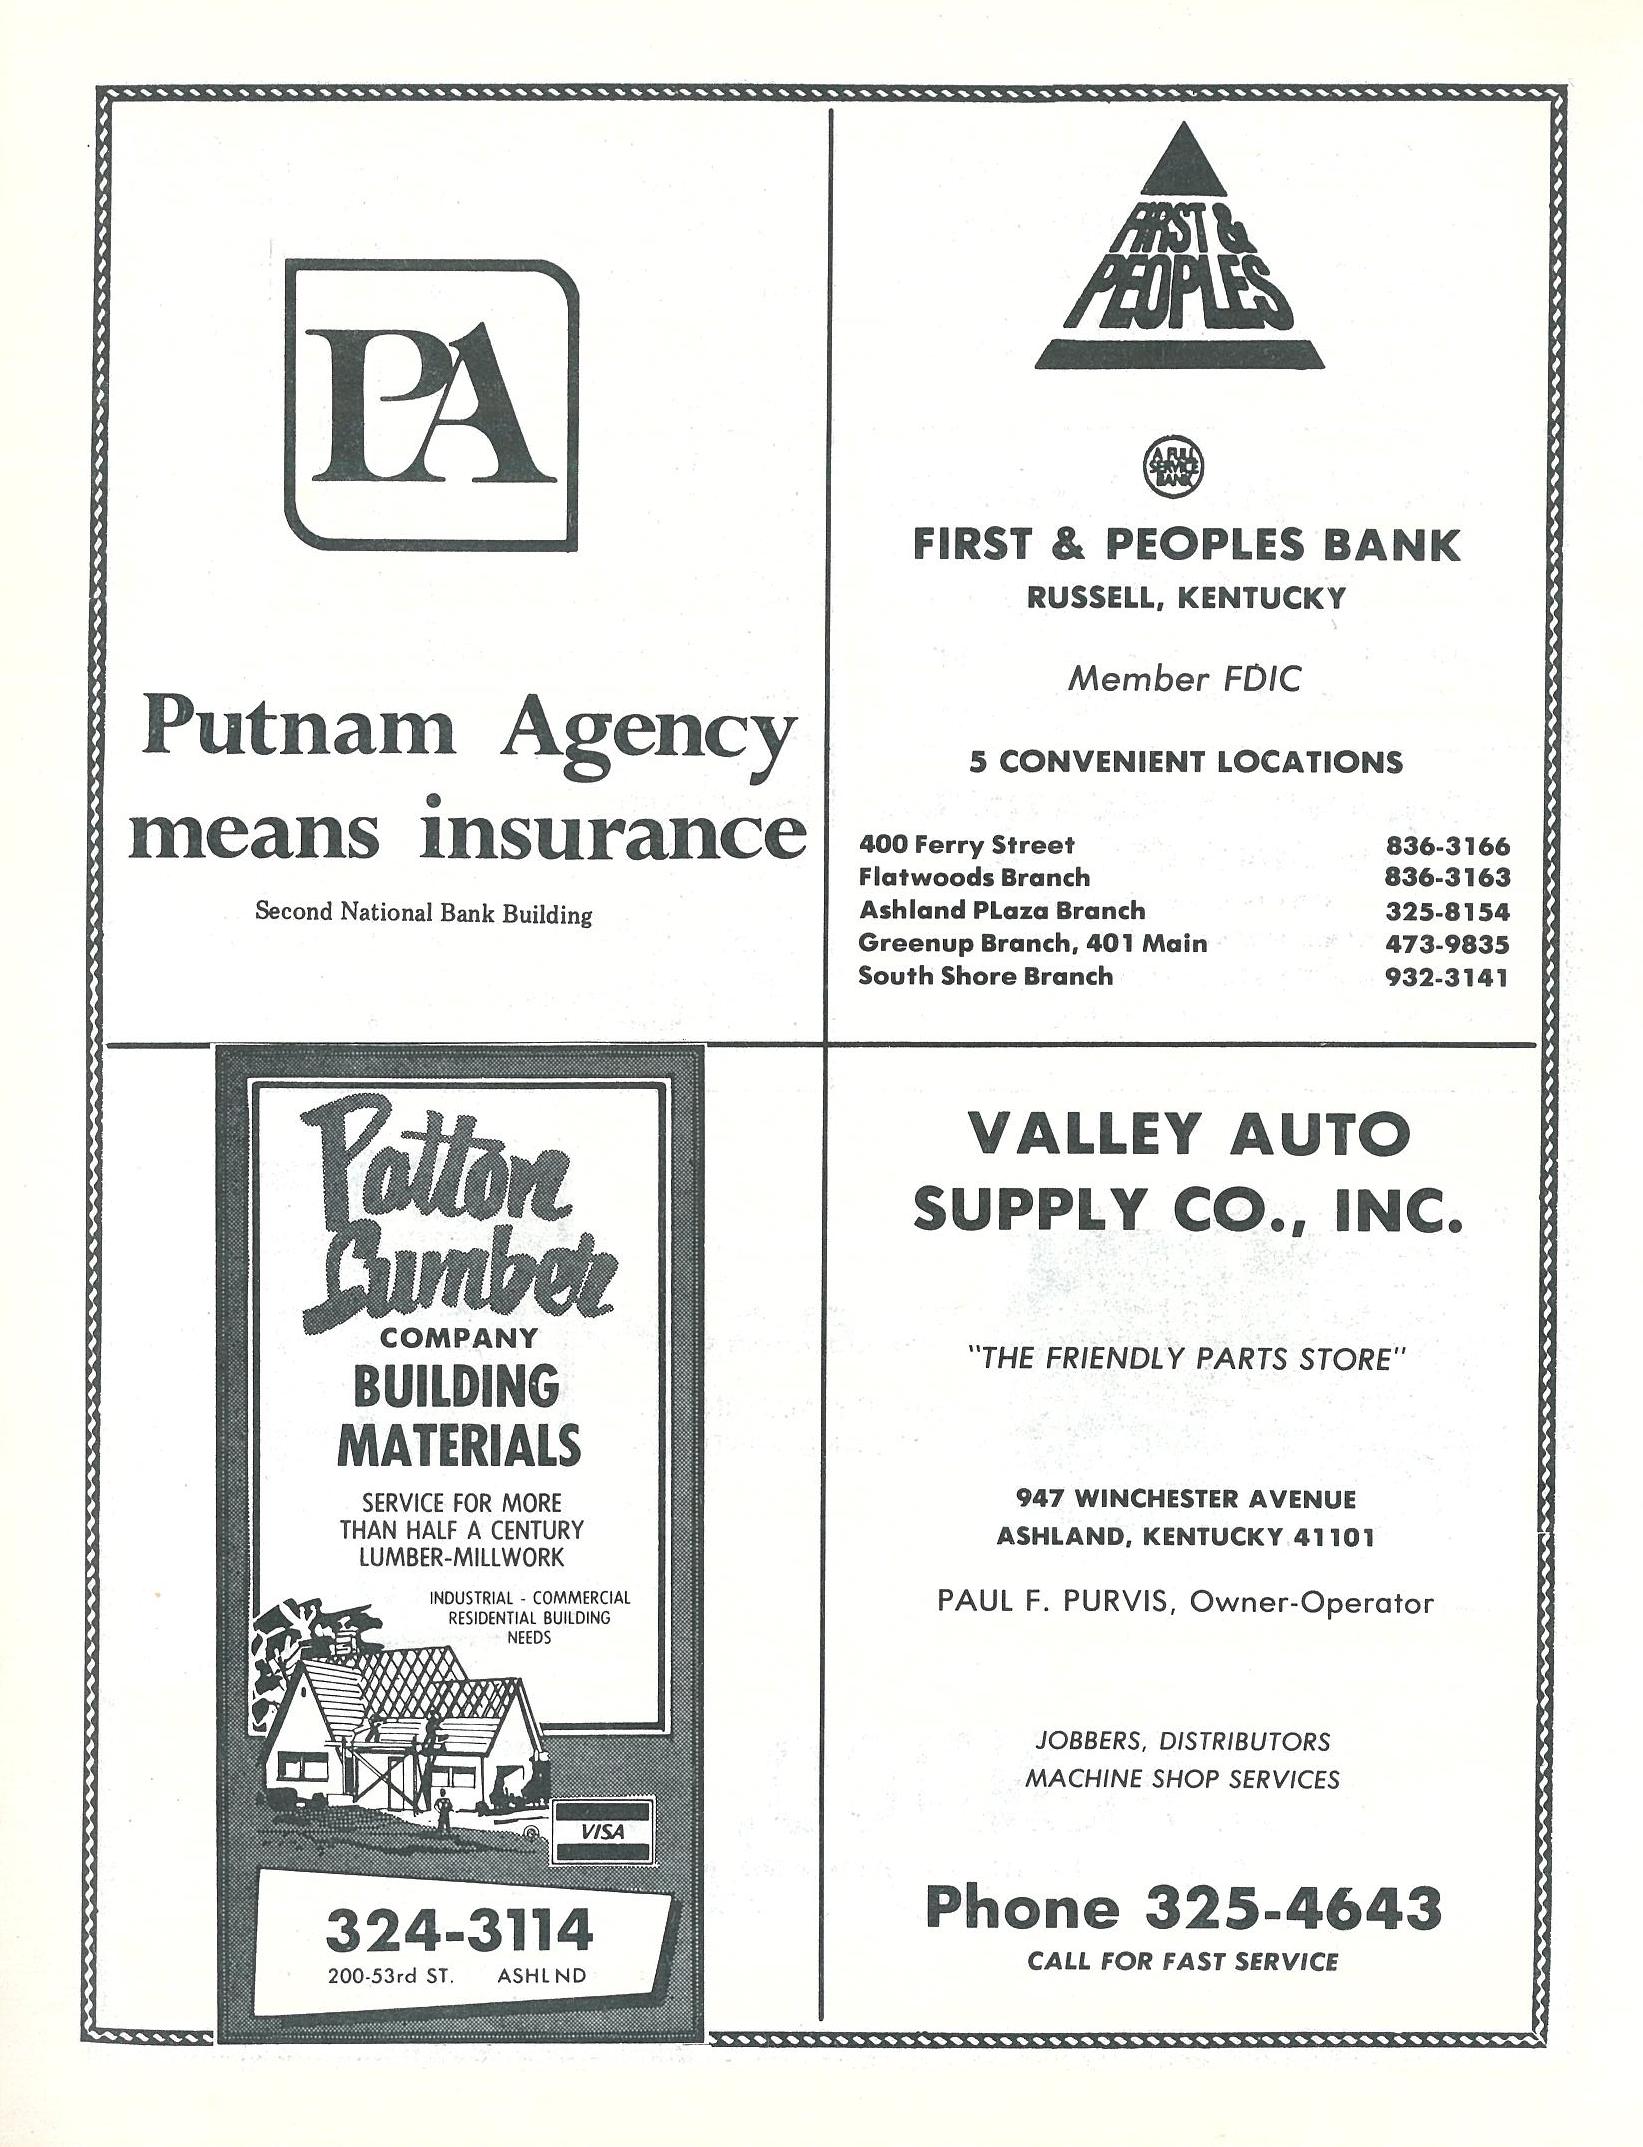 PA
Putnam Agency
means insurance
Second National Bank Building
FIRST &
PEOPLES
A FULL
SERVICE
BANK
FIRST & PEOPLES BANK
RUSSELL, KENTUCKY
Member FDIC
5 CONVENIENT LOCATIONS
400 Ferry Street 836-3166
Flatwoods Branch 836-3163
Ashland PLaza Branch 325-8154
Greenup Branch, 401 Main 473-9835
South Shore Branch 932-3141
Patton
Lumber
COMPANY
BUILDING
MATERIALS
SERVICE FOR MORE
THAN HALF A CENTURY
LUMBER-MILLWORK
INDUSTRIAL - COMMERCIAL
RESIDENTIAL BUILDING
NEEDS
VISA
324-3114
200-53rd ST. ASHL ND
VALLEY AUTO
SUPPLY CO., INC.
"THE FRIENDLY PARTS STORE"
947 WINCHESTER AVENUE
ASHLAND, KENTUCKY 41101
PAUL F. PURVIS, Owner-Operator
JOBBERS, DISTRIBUTORS
MACHINE SHOP SERVICES
Phone 325-4643
CALL FOR FAST SERVICE